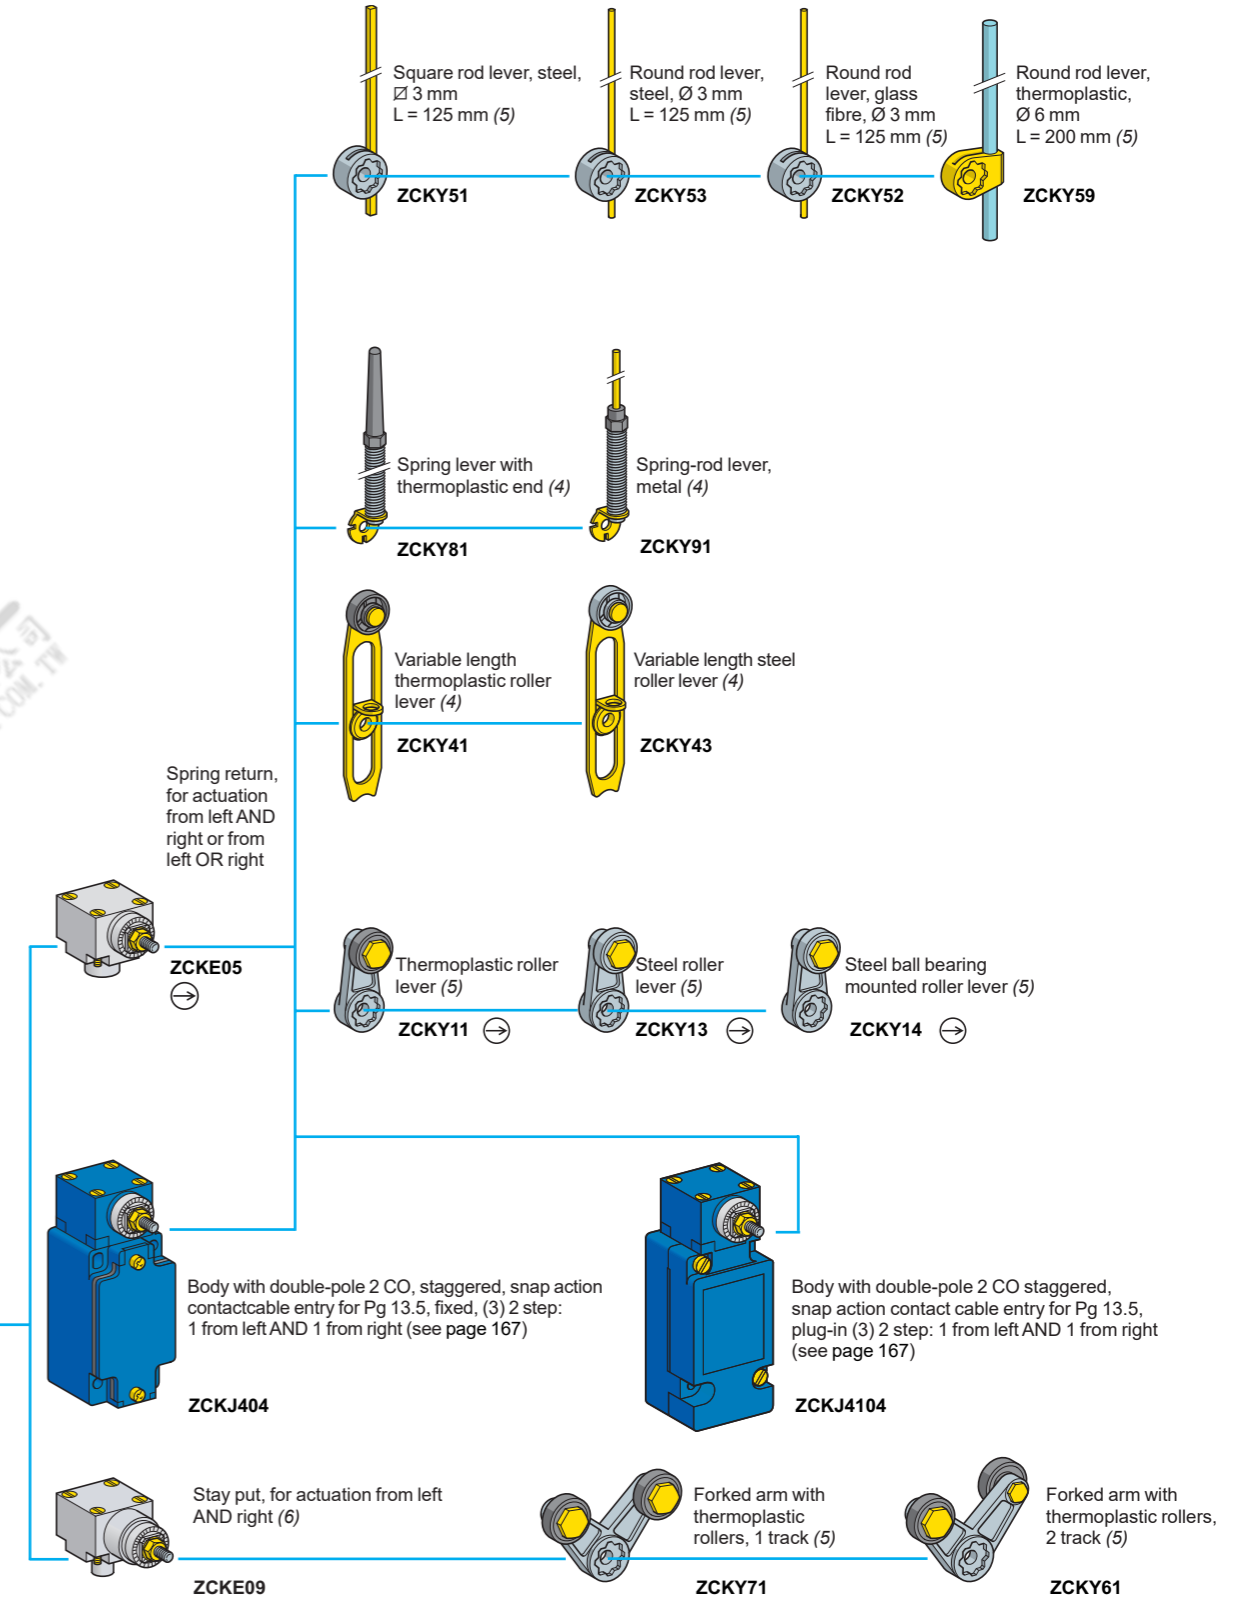 Square rod lever, steel,
⌀ 3 mm
L = 125 mm (5)
ZCKY51
Round rod lever,
steel, Ø 3 mm
L = 125 mm (5)
ZCKY53
Round rod
lever, glass
fibre, Ø 3 mm
L = 125 mm (5)
ZCKY52
Round rod lever,
thermoplastic,
Ø 6 mm
L = 200 mm (5)
ZCKY59
Spring lever with
thermoplastic end (4)
ZCKY81
Spring-rod lever,
metal (4)
ZCKY91
Variable length
thermoplastic roller
lever (4)
ZCKY41
Variable length steel
roller lever (4)
ZCKY43
Spring return,
for actuation
from left AND
right or from
left OR right
ZCKE05
Thermoplastic roller
lever (5)
ZCKY11
Steel roller
lever (5)
ZCKY13
Steel ball bearing
mounted roller lever (5)
ZCKY14
Body with double-pole 2 CO, staggered, snap action
contactcable entry for Pg 13.5, fixed, (3) 2 step:
1 from left AND 1 from right (see page 167)
ZCKJ404
Body with double-pole 2 CO staggered,
snap action contact cable entry for Pg 13.5,
plug-in (3) 2 step: 1 from left AND 1 from right
(see page 167)
ZCKJ4104
Stay put, for actuation from left
AND right (6)
ZCKE09
Forked arm with
thermoplastic
rollers, 1 track (5)
ZCKY71
Forked arm with
thermoplastic rollers,
2 track (5)
ZCKY61
公司
COM.TW